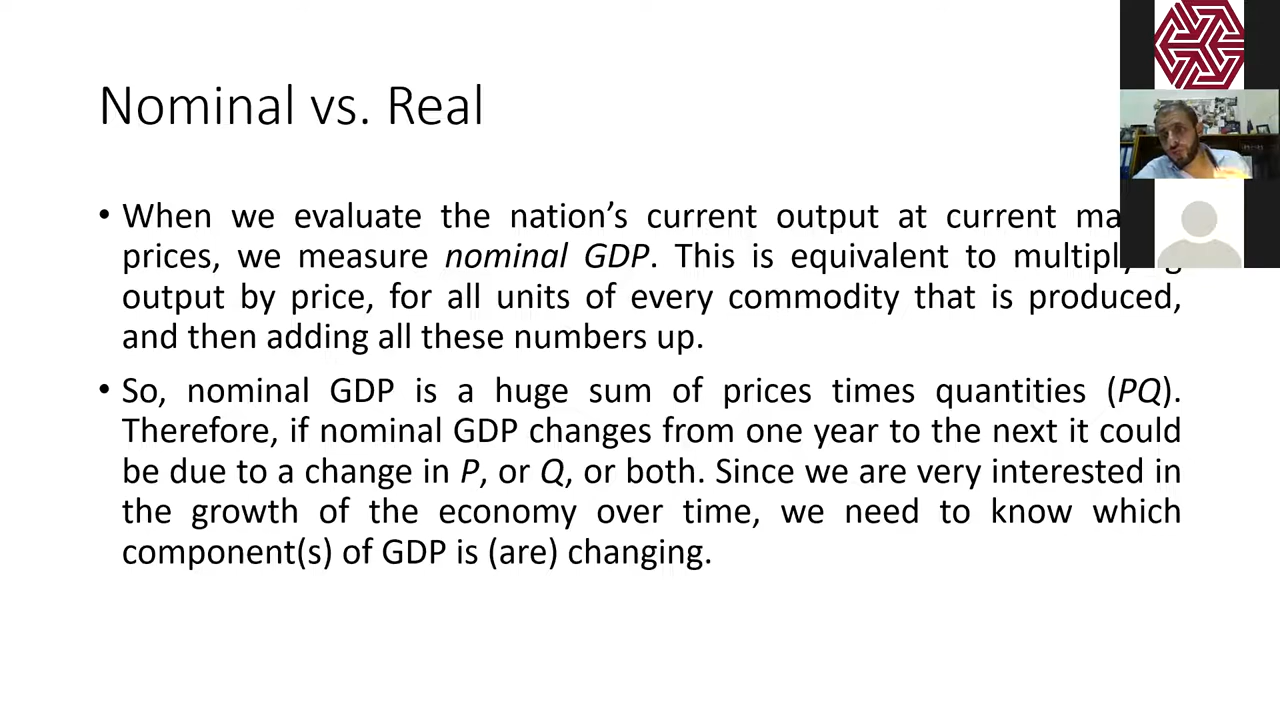 Nominal vs. Real
• When we evaluate the nation’s current output at current
prices, we measure nominal GDP. This is equivalent to
output by price, for all units of every commodity that is produced,
and then adding all these numbers up.
• So, nominal GDP is a huge sum of prices times quantities (PQ).
Therefore, if nominal GDP changes from one year to the next it could
be due to a change in P, or Q, or both. Since we are very interested in
the growth of the economy over time, we need to know which
component(s) of GDP is (are) changing.